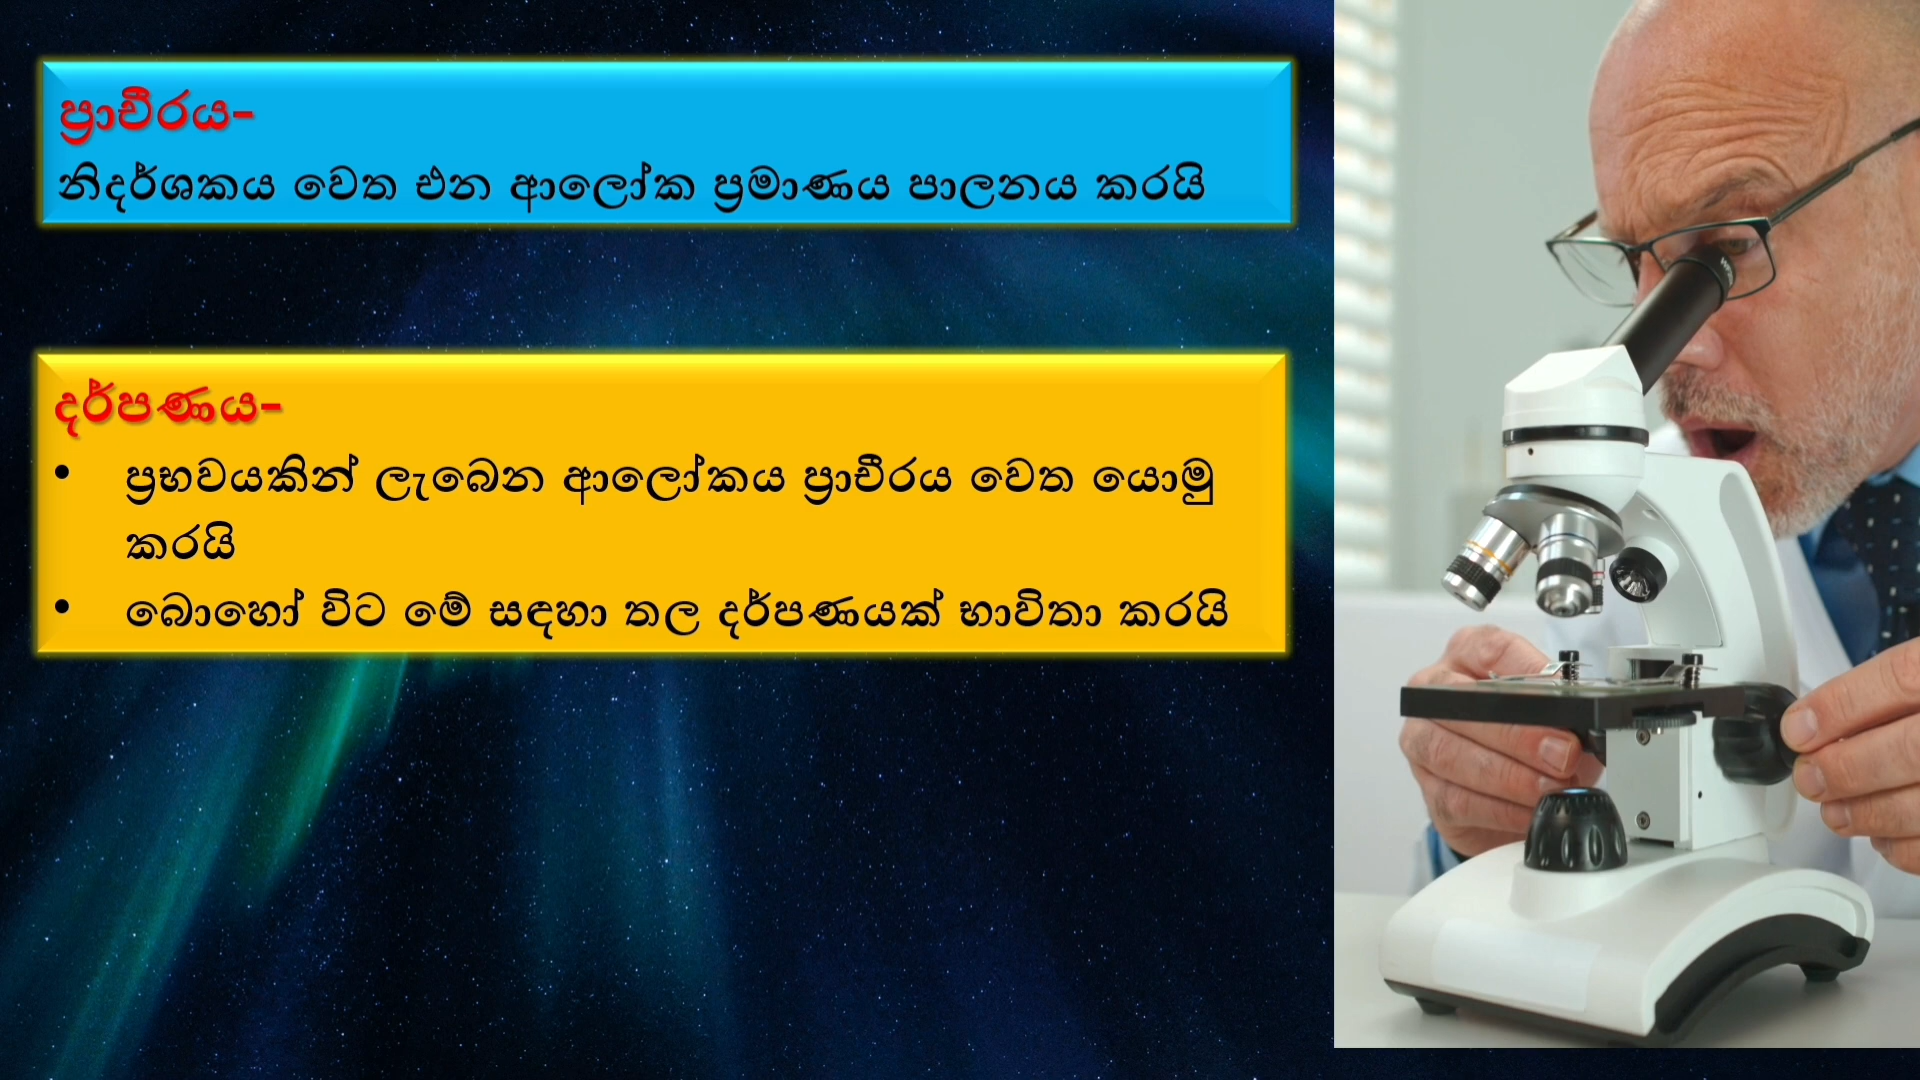 ප්‍රාචීරය-
නිදර්ශකය වෙත එන ආලෝක ප්‍රමාණය පාලනය කරයි
දර්පණය-
• ප්‍රභවයකින් ලැබෙන ආලෝකය ප්‍රාචීරය වෙත යොමු
කරයි
• බොහෝ විට මේ සඳහා තල දර්පණයක් භාවිතා කරයි